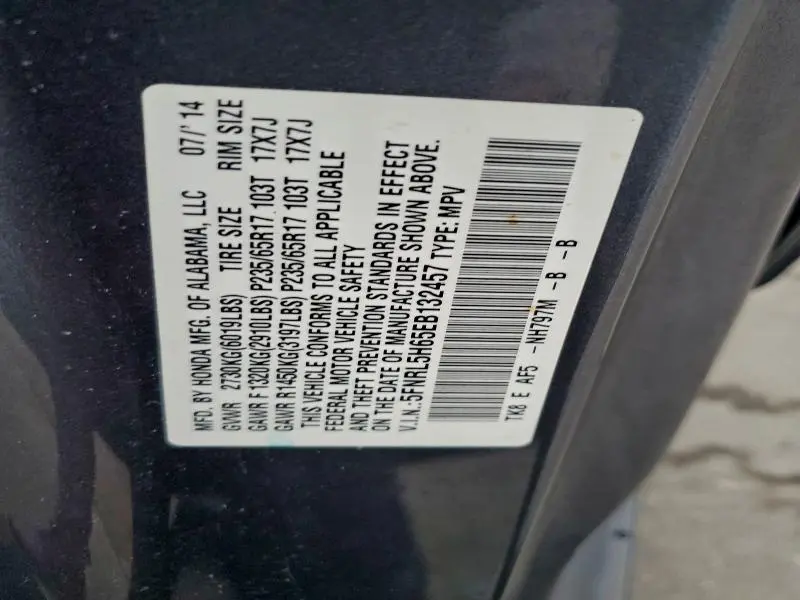 MFD. BY HONDA MFG. OF ALABAMA, LLC 07/' 14
GVWR 2730KG(6019LBS) TIRE SIZE RIM SIZE
GAWR F 1320KG(2910LBS) P235/65R17 103T 17X7J
GAWR R 1450KG(3197LBS) P235/65R17 103T 17X7J
THIS VEHICLE CONFORMS TO ALL APPLICABLE
FEDERAL MOTOR VEHICLE SAFETY
AND THEFT PREVENTION STANDARDS IN EFFECT
ON THE DATE OF MANUFACTURE SHOWN ABOVE.
V.I.N.:5FNRL5H65EB132457 TYPE: MPV
TK8 E AF5 -NH797M -B -B